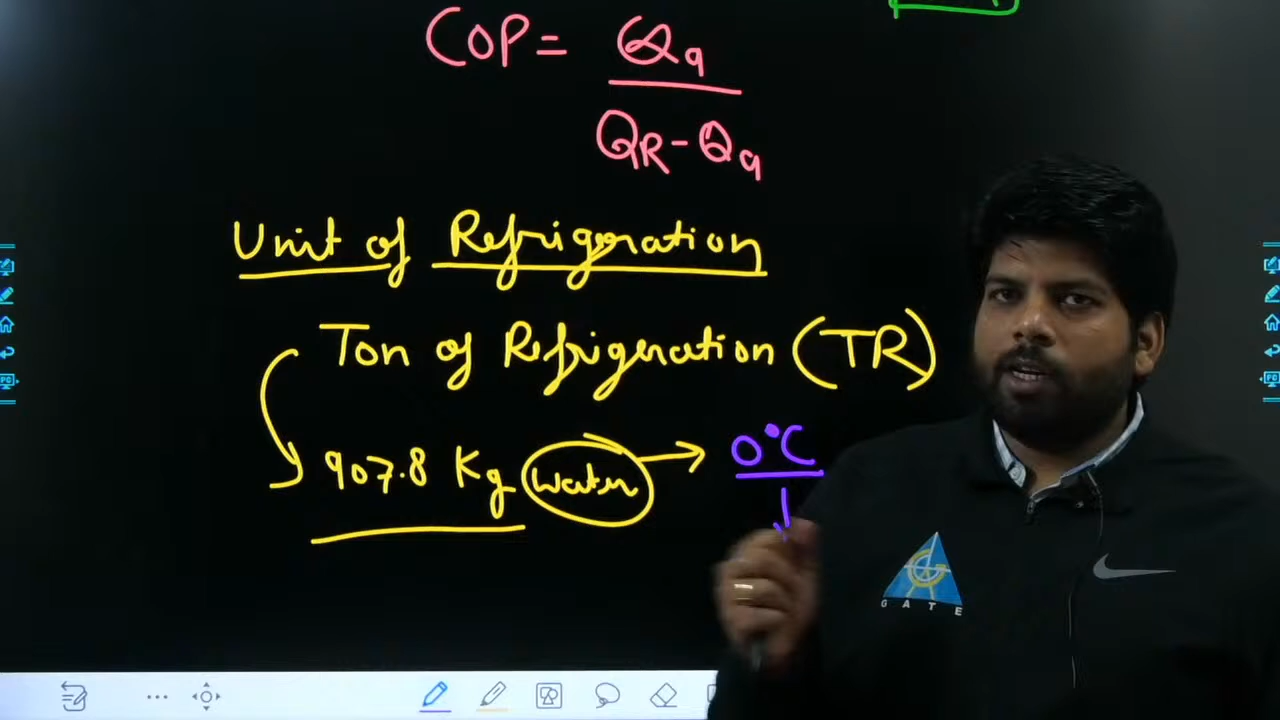 COP = Qa
QR - Qa
Unit of Refrigeration
Ton of Refrigeration (TR)
907.8 Kg water → 0°C
GATE